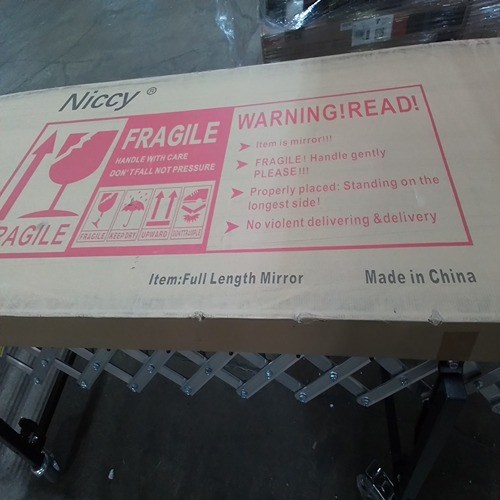 Niccy ®
FRAGILE
HANDLE WITH CARE
DON'T FALL NOT PRESSURE
FRAGILE
KEEPDRY
UPWARD
PAGILE
WARNING!READ!
Item is mirror!!!
FRAGILE! Handle gently
PLEASE!!!
Properly placed: Standing on the
longest side!
No violent delivering &delivery
Item:Full Length Mirror
Made in China